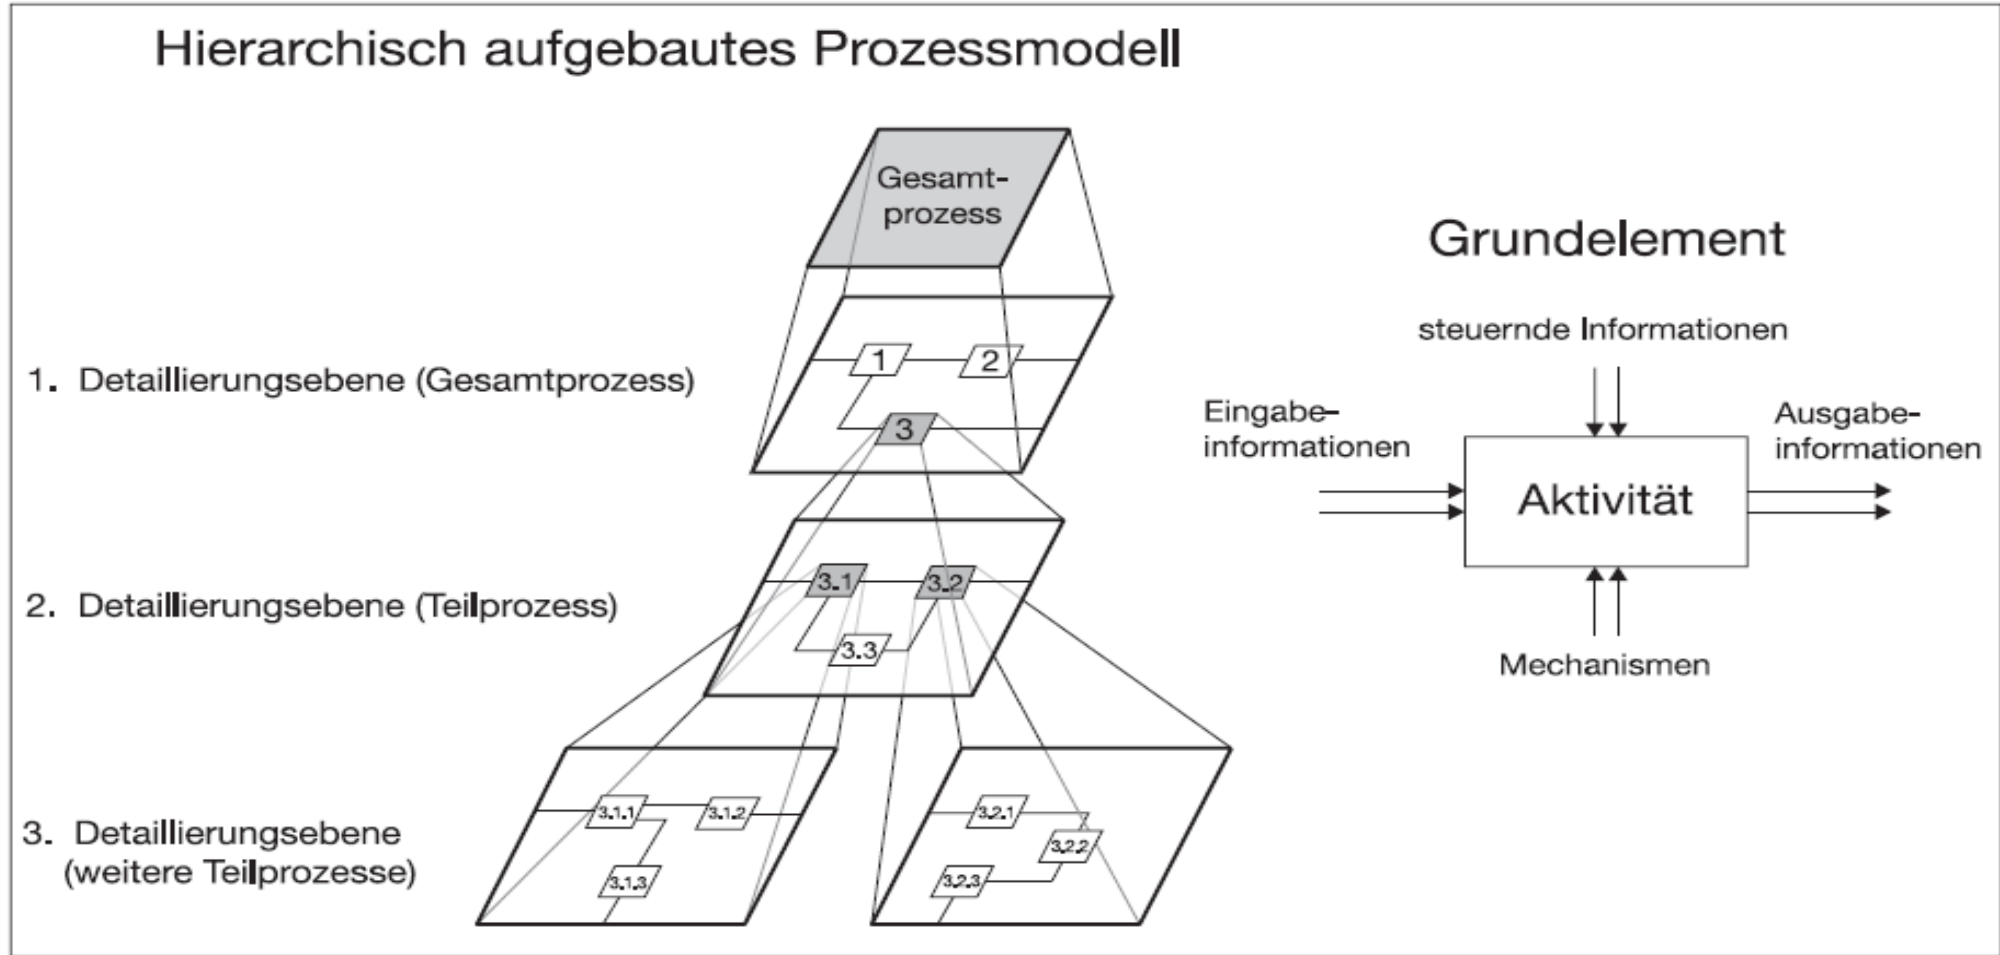 Hierarchisch aufgebautes Prozessmodell
Gesamt-
prozess
1. Detaillierungsebene (Gesamtprozess)
1
2
3
2. Detaillierungsebene (Teilprozess)
3.1
3.2
3.3
3. Detaillierungsebene
(weitere Teilprozesse)
3.1.1
3.1.2
3.1.3
3.2.1
3.2.2
3.2.3
Grundelement
steuernde Informationen
Eingabe-
informationen
Aktivität
Ausgabe-
informationen
Mechanismen